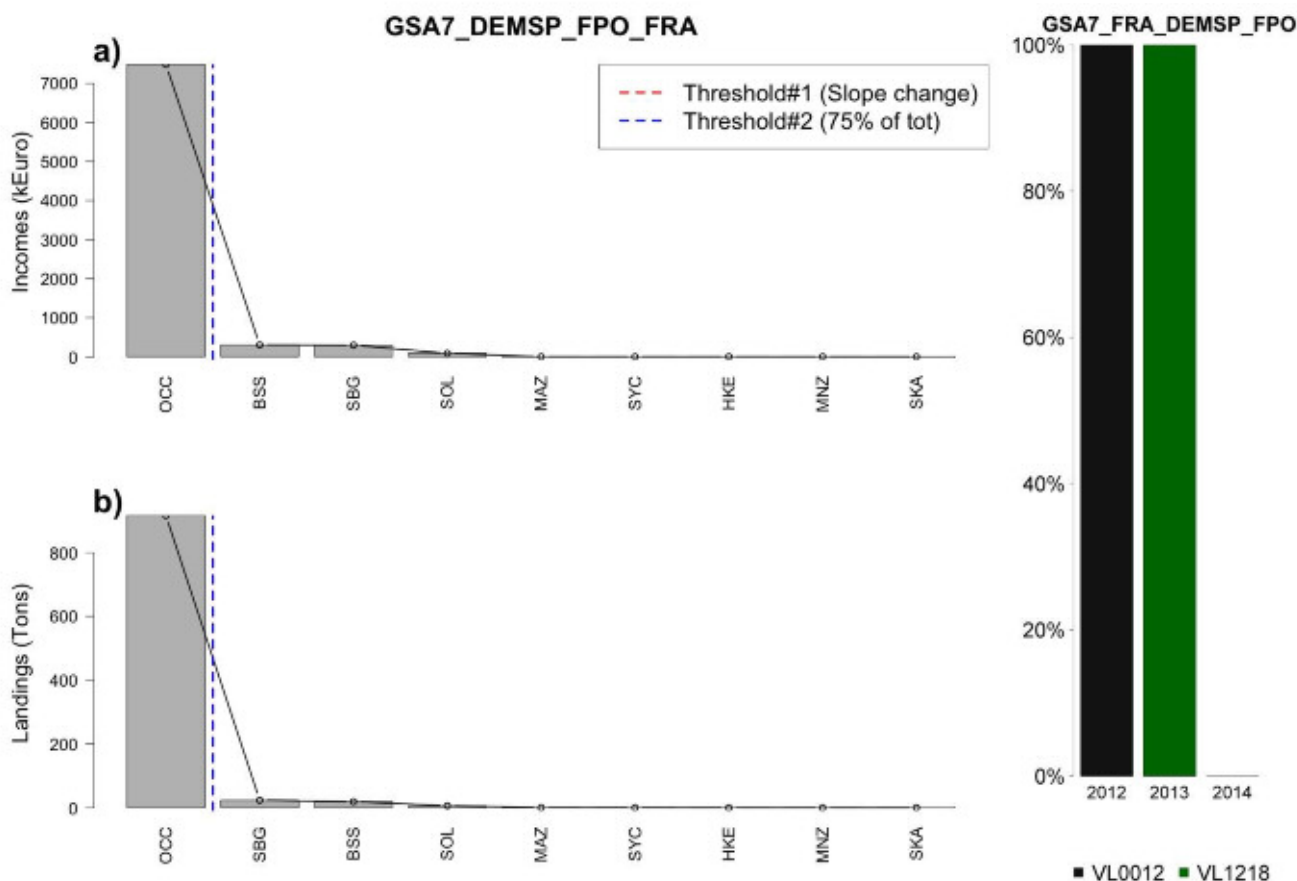 GSA7_DEMSP_FPO_FRA
a)
Incomes (kEuro)
7000
6000
5000
4000
3000
2000
1000
0
Threshold#1 (Slope change)
Threshold#2 (75% of tot)
OCC BSS SBG SOL MAZ SYC HKE MNZ SKA
b)
Landings (Tons)
800
600
400
200
0
OCC SBG BSS SOL MAZ SYC HKE MNZ SKA
GSA7_FRA_DEMSP_FPO
100%
80%
60%
40%
20%
0%
2012 2013 2014
VL0012 VL1218